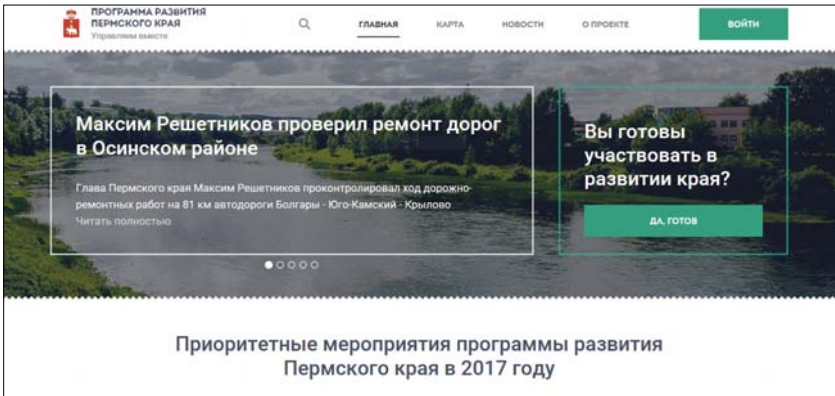 ПРОГРАММА РАЗВИТИЯ
ПЕРМСКОГО КРАЯ
Управляем вместе
ГЛАВНАЯ
КАРТА
НОВОСТИ
О ПРОЕКТЕ
ВОЙТИ
Максим Решетников проверил ремонт дорог
в Осинском районе
Глава Пермского края Максим Решетников проконтролировал ход дорожно-
ремонтных работ на 81 км автодороги Болгары - Юго-Камский - Крылово
Читать полностью
Вы готовы
участвовать в
развитии края?
ДА, ГОТОВ
Приоритетные мероприятия программы развития
Пермского края в 2017 году